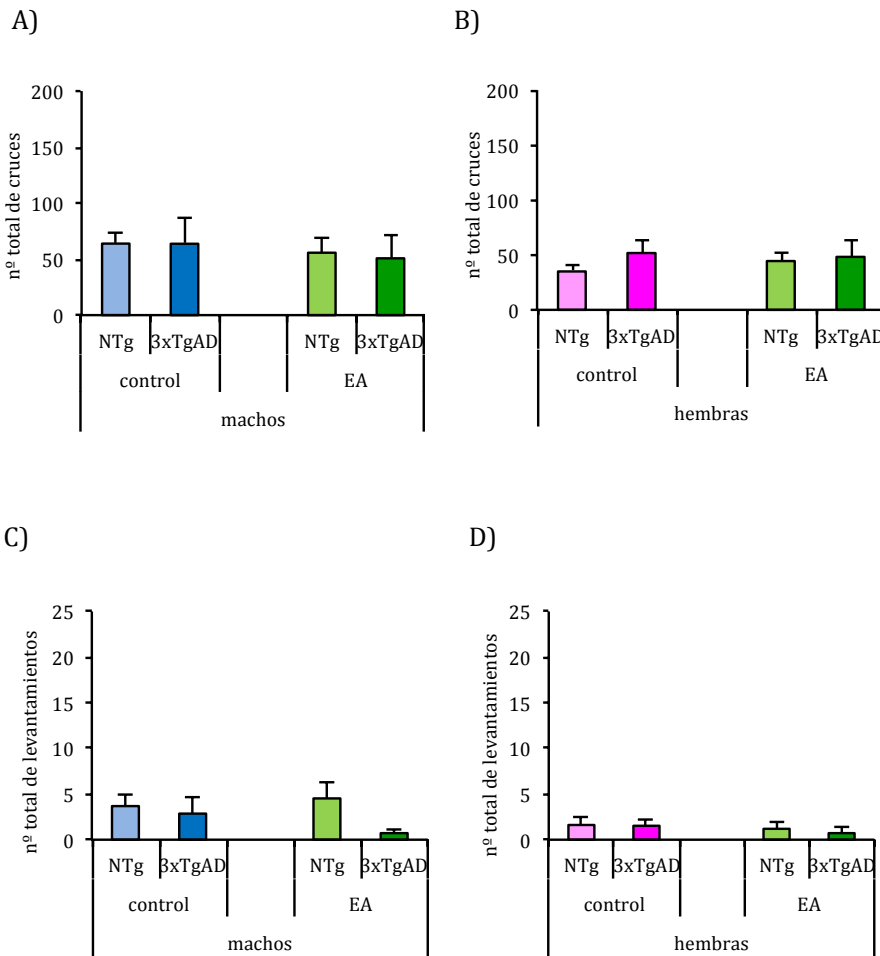 A)
nº total de cruces
200
150
100
50
0
NTg 3xTgAD NTg 3xTgAD
control EA
machos
B)
nº total de cruces
200
150
100
50
0
NTg 3xTgAD NTg 3xTgAD
control EA
hembras
C)
nº total de levantamientos
25
20
15
10
5
0
NTg 3xTgAD NTg 3xTgAD
control EA
machos
D)
nº total de levantamientos
25
20
15
10
5
0
NTg 3xTgAD NTg 3xTgAD
control EA
hembras